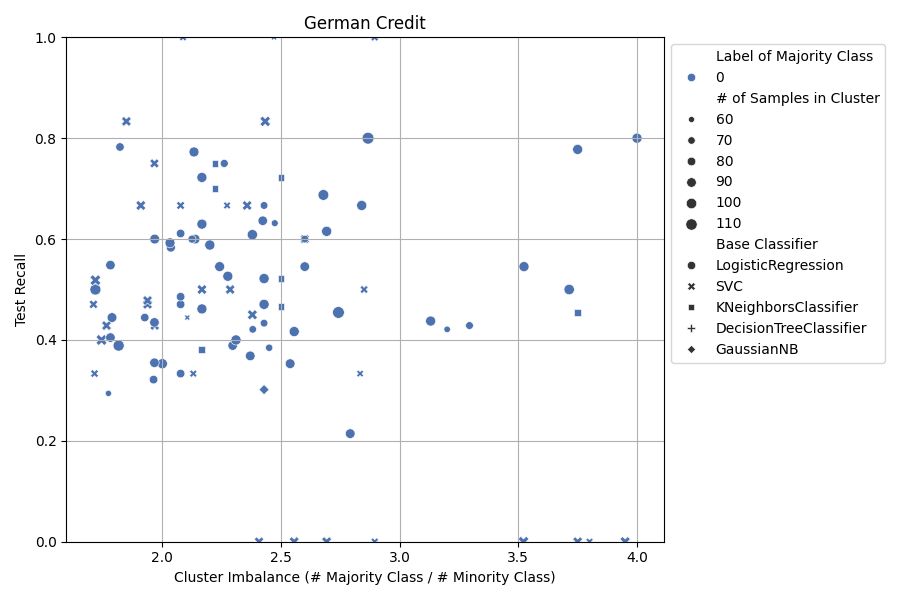 German Credit
1.0
0.8
0.6
0.4
0.2
0.0
Test Recall
2.0 2.5 3.0 3.5 4.0
Cluster Imbalance (# Majority Class / # Minority Class)
Label of Majority Class
0
# of Samples in Cluster
60
70
80
90
100
110
Base Classifier
LogisticRegression
SVC
KNeighborsClassifier
DecisionTreeClassifier
GaussianNB